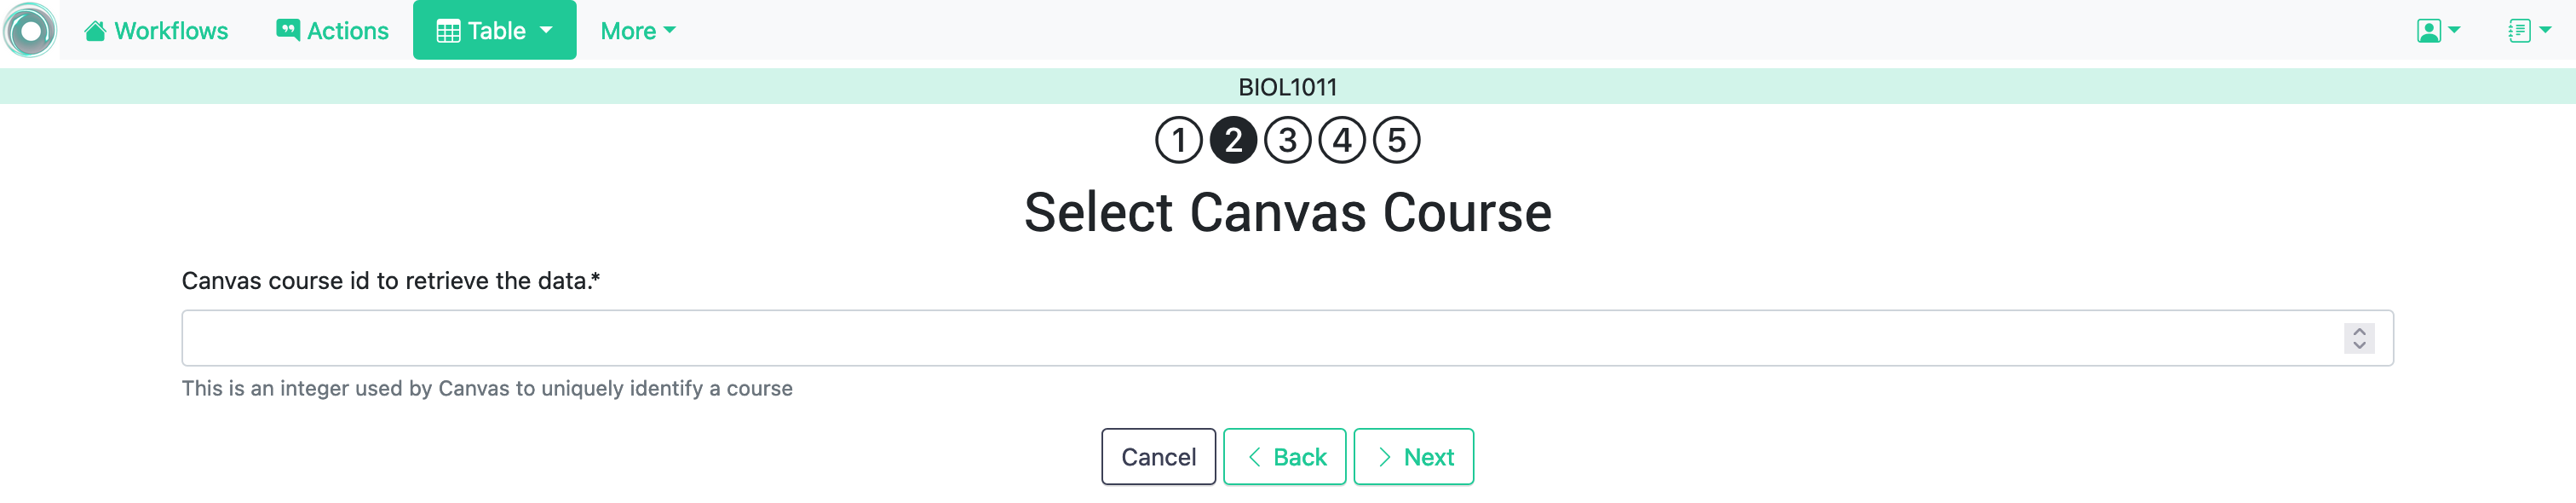 Workflows Actions Table More
BIOL1011
1 2 3 4 5
Select Canvas Course
Canvas course id to retrieve the data.*
This is an integer used by Canvas to uniquely identify a course
Cancel Back Next